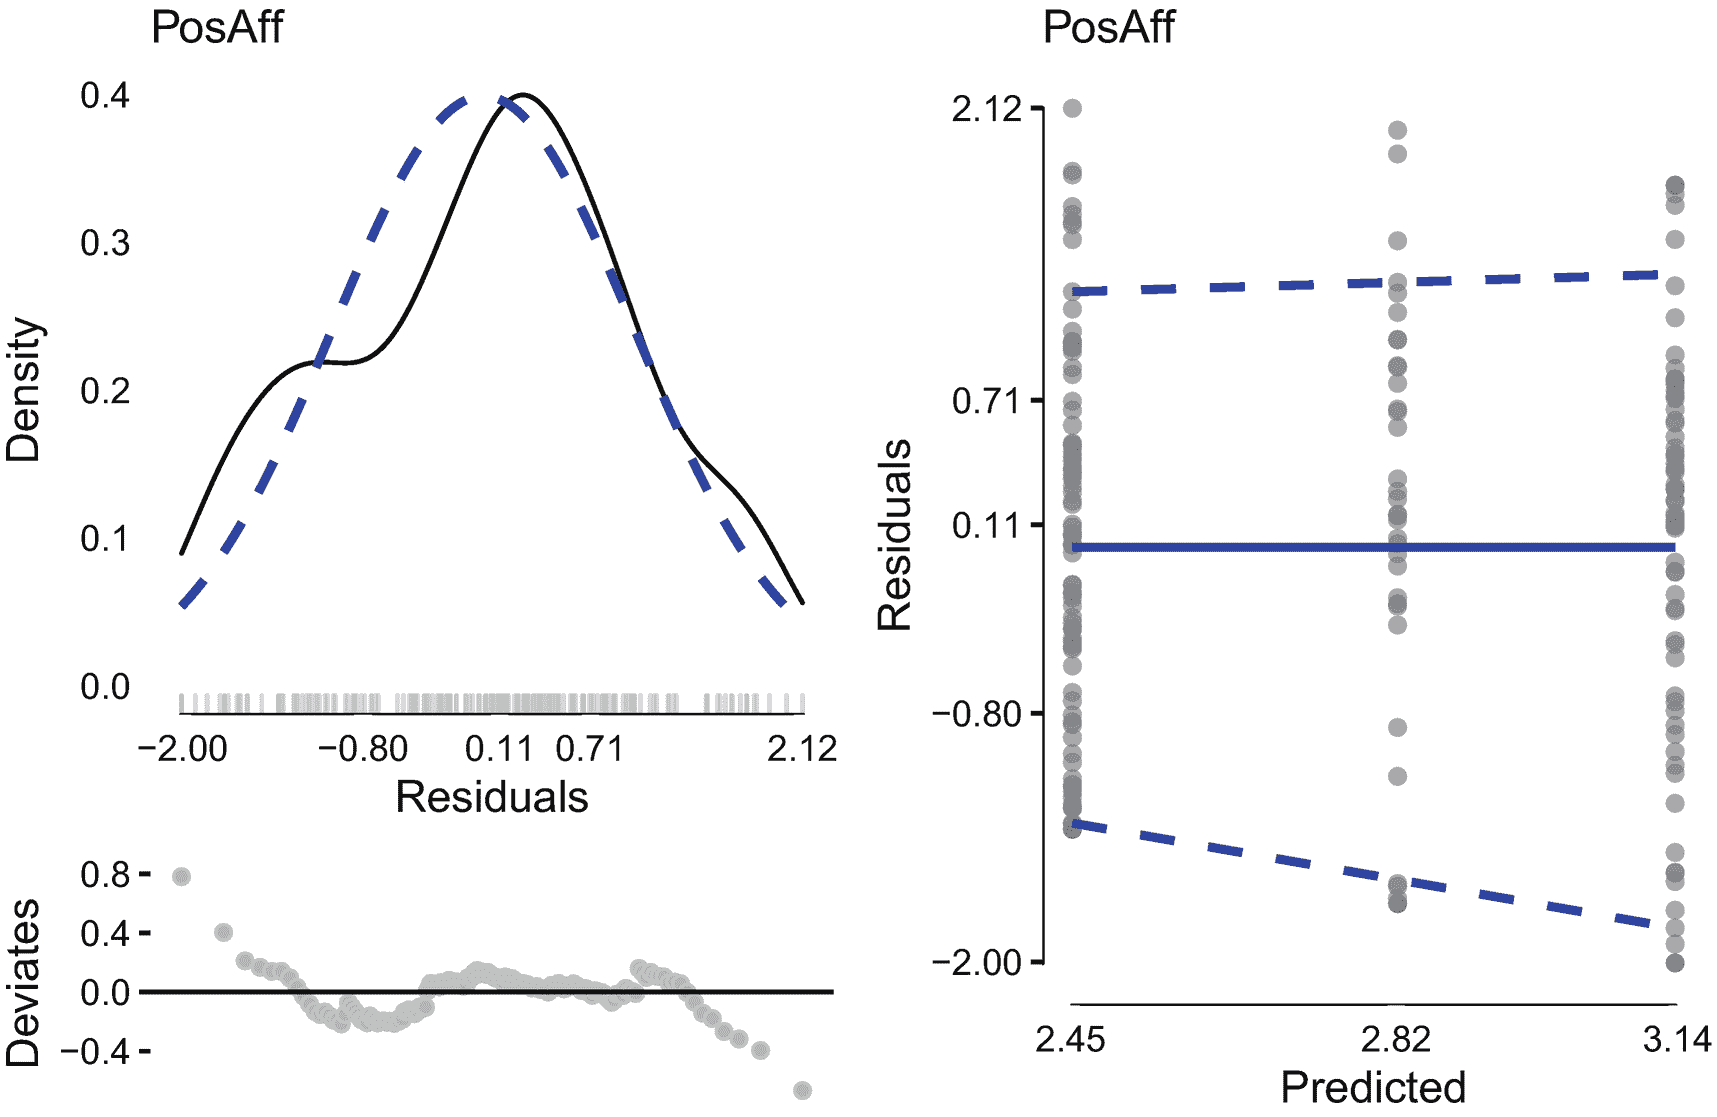 PosAff
0.4
0.3
0.2
0.1
0.0
Density
−2.00 −0.80 0.11 0.71 2.12
Residuals
0.8
0.4
0.0
−0.4
Deviates
PosAff
2.12
0.71
0.11
−0.80
−2.00
Residuals
2.45 2.82 3.14
Predicted